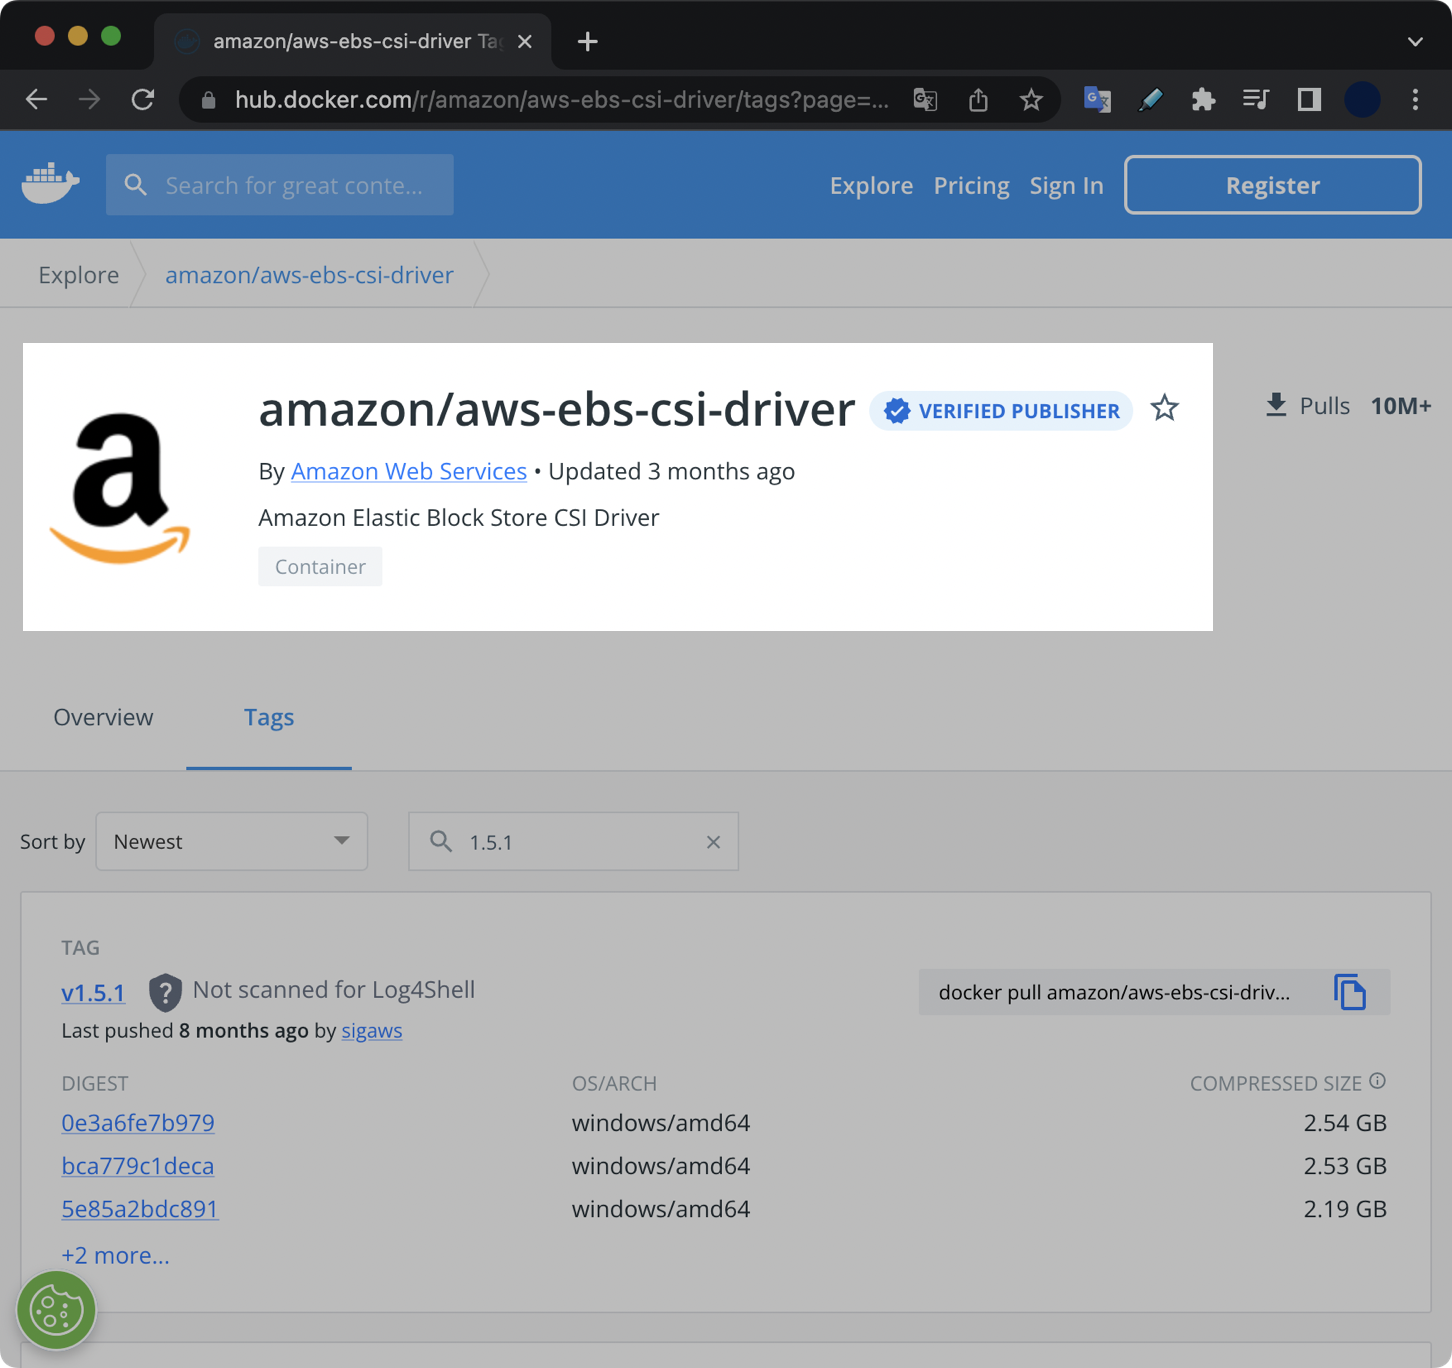 amazon/aws-ebs-csi-driver Tag
hub.docker.com/r/amazon/aws-ebs-csi-driver/tags?page=...
Search for great conte...
Explore Pricing Sign In Register
Explore amazon/aws-ebs-csi-driver
amazon/aws-ebs-csi-driver VERIFIED PUBLISHER
Pulls 10M+
By Amazon Web Services • Updated 3 months ago
Amazon Elastic Block Store CSI Driver
Container
Overview Tags
Sort by Newest 1.5.1
TAG
v1.5.1 Not scanned for Log4Shell
docker pull amazon/aws-ebs-csi-driv...
Last pushed 8 months ago by sigaws
DIGEST OS/ARCH COMPRESSED SIZE
0e3a6fe7b979 windows/amd64 2.54 GB
bca779c1deca windows/amd64 2.53 GB
5e85a2bdc891 windows/amd64 2.19 GB
+2 more...